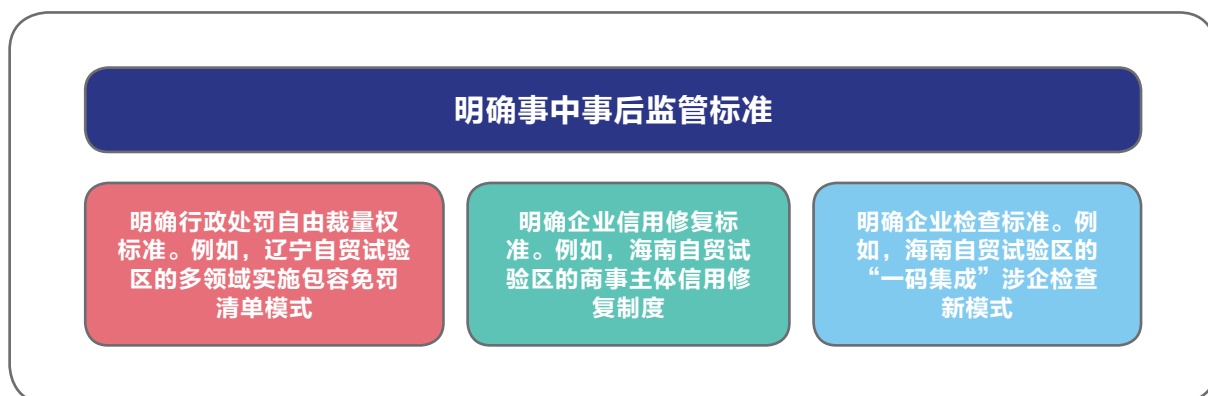 明确事中事后监管标准
明确行政处罚自由裁量权
标准。例如，辽宁自贸试验
区的多领域实施包容免罚
清单模式
明确企业信用修复标
准。例如，海南自贸试
验区的商事主体信用修
复制度
明确企业检查标准。例
如，海南自贸试验区的
“一码集成”涉企检查
新模式